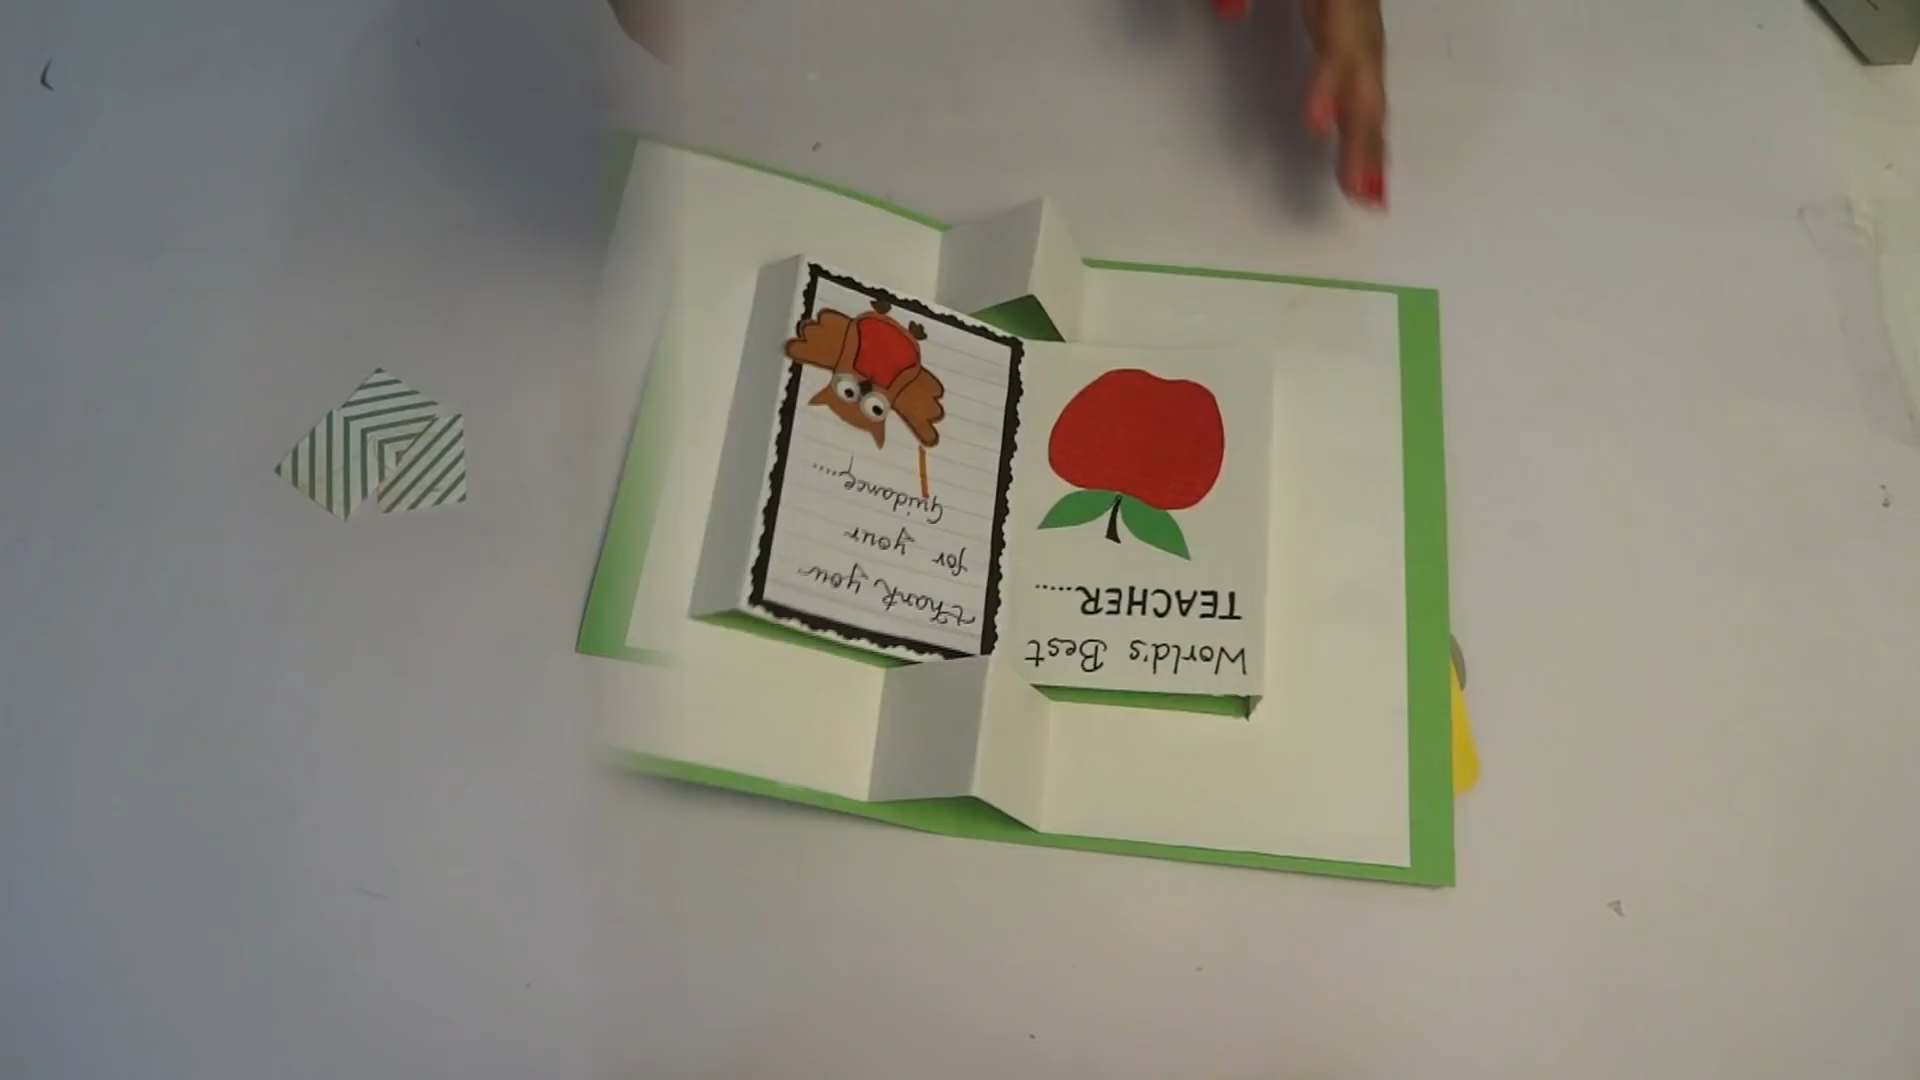 World's Best
TEACHER......
Thank you
for your
Guidance,.....